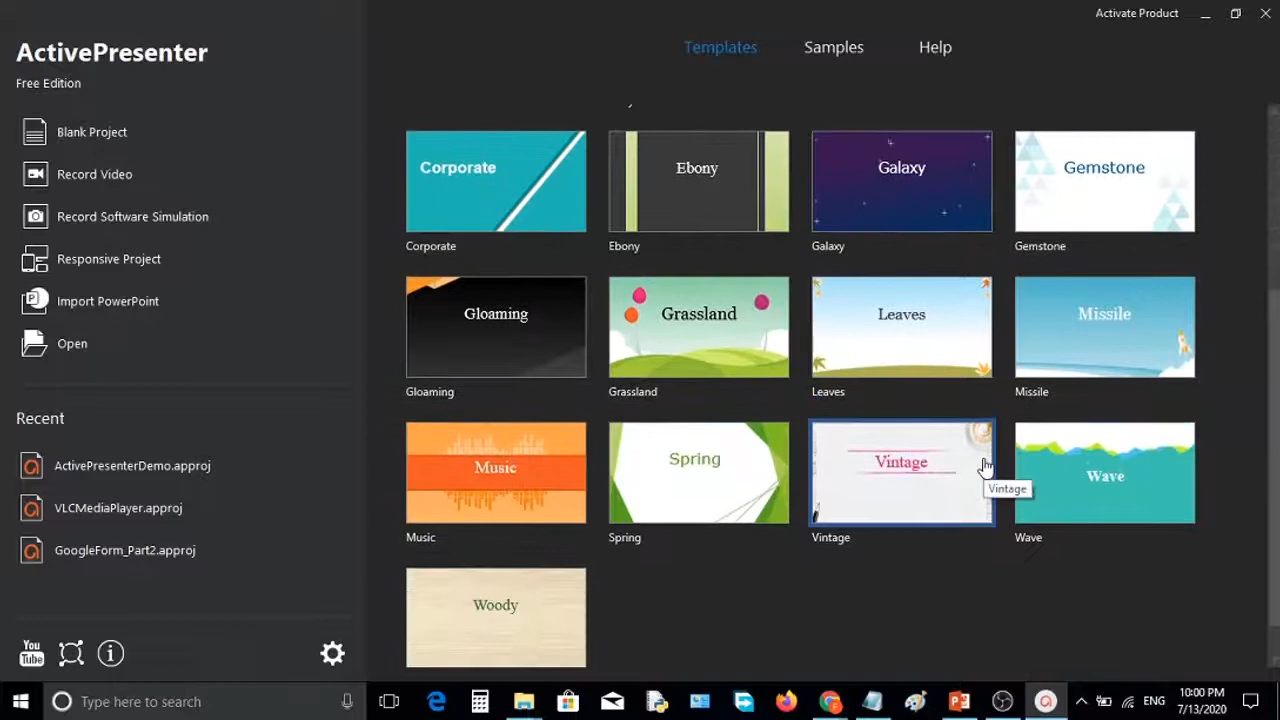 Activate Product
ActivePresenter
Free Edition
Templates Samples Help
Blank Project
Record Video
Record Software Simulation
Responsive Project
Import PowerPoint
Open
Recent
ActivePresenterDemo.approj
VLCMediaPlayer.approj
GoogleForm_Part2.approj
You
Tube
Corporate
Corporate
Ebony
Ebony
Galaxy
Galaxy
Gemstone
Gemstone
Gloaming
Gloaming
Grassland
Grassland
Leaves
Leaves
Missile
Missile
Music
Music
Spring
Spring
Vintage
Vintage
Vintage
Wave
Wave
Woody
Type here to search
ENG
10:00 PM
7/13/2020